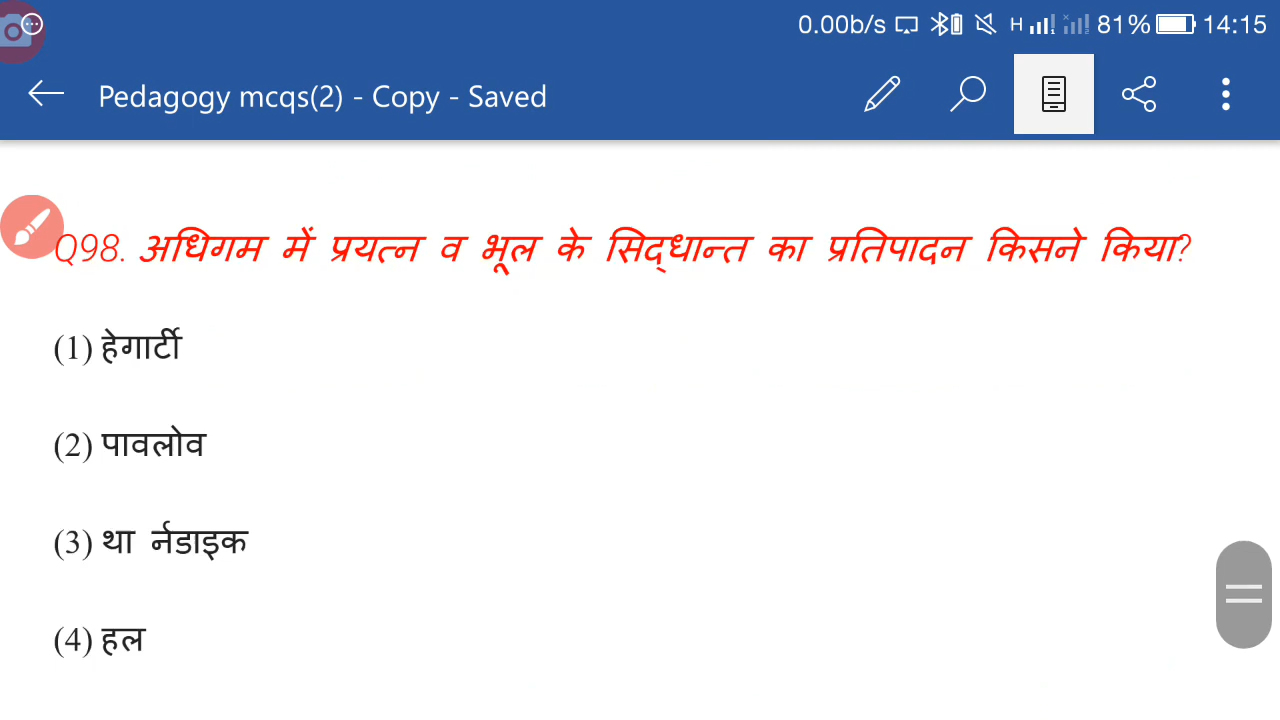 0.00b/s H 81% 14:15
Pedagogy mcqs(2) - Copy - Saved
Q98. अधिगम में प्रयत्न व भूल के सिद्धान्त का प्रतिपादन किसने किया?
(1) हेगार्टी
(2) पावलोव
(3) था र्नडाइक
(4) हल